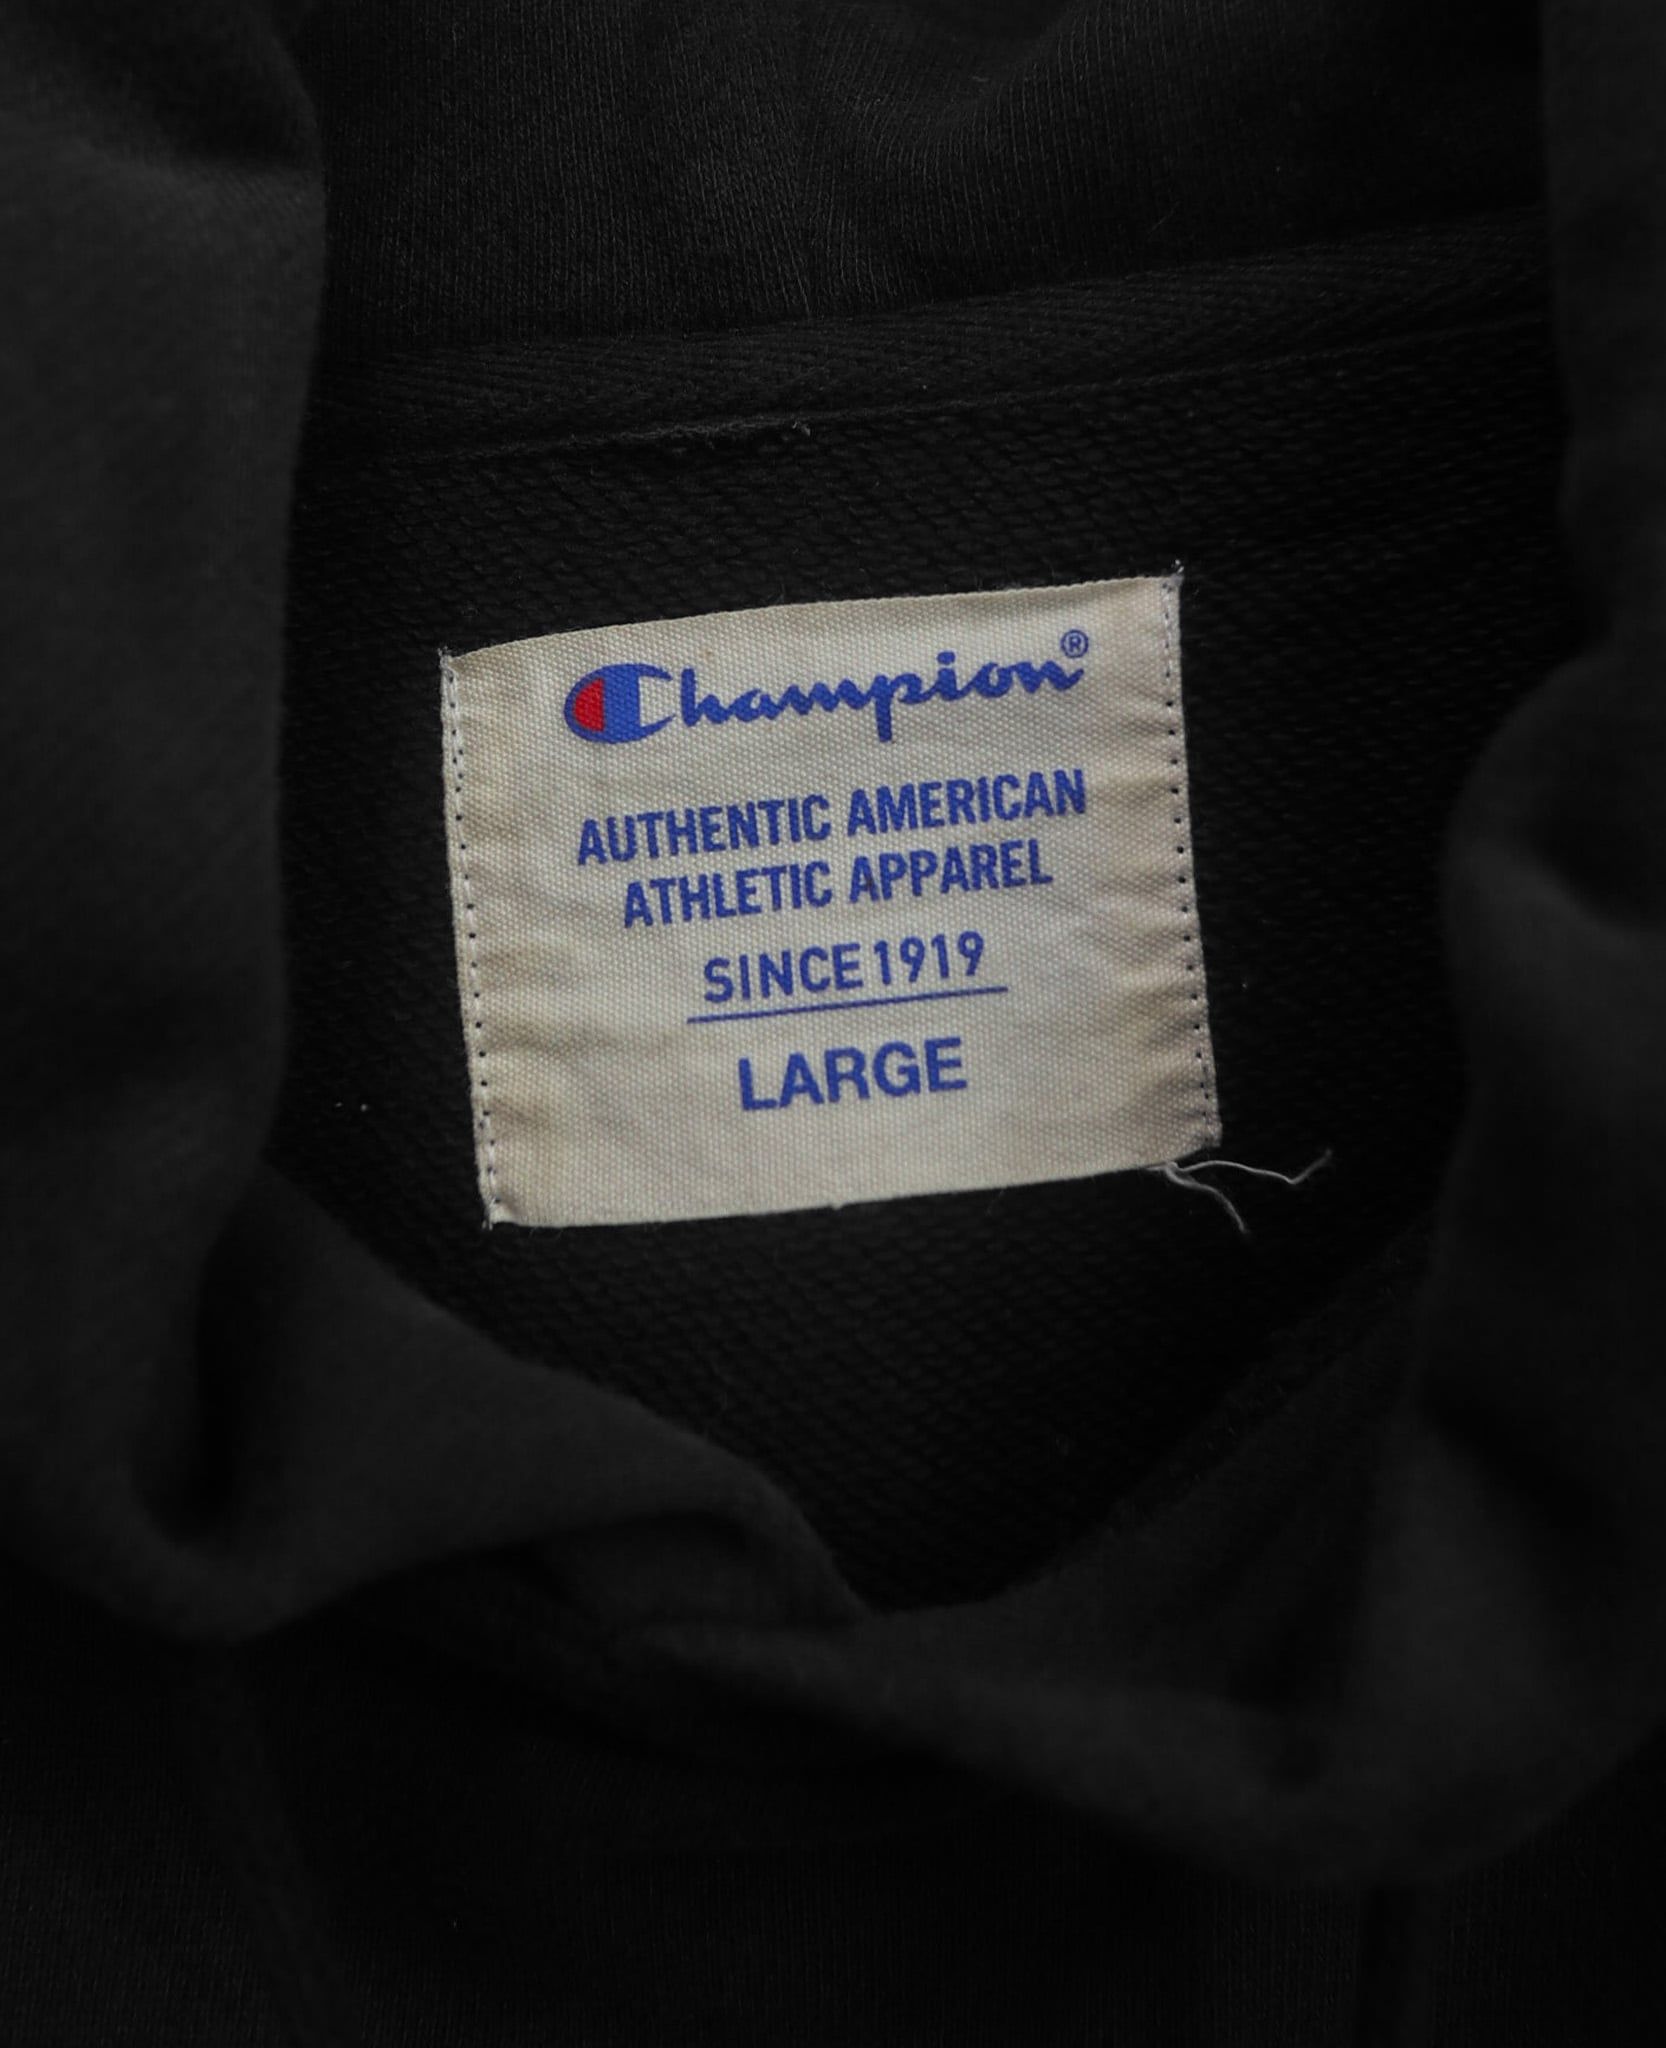 Champion®
AUTHENTIC AMERICAN
ATHLETIC APPAREL
SINCE 1919
LARGE